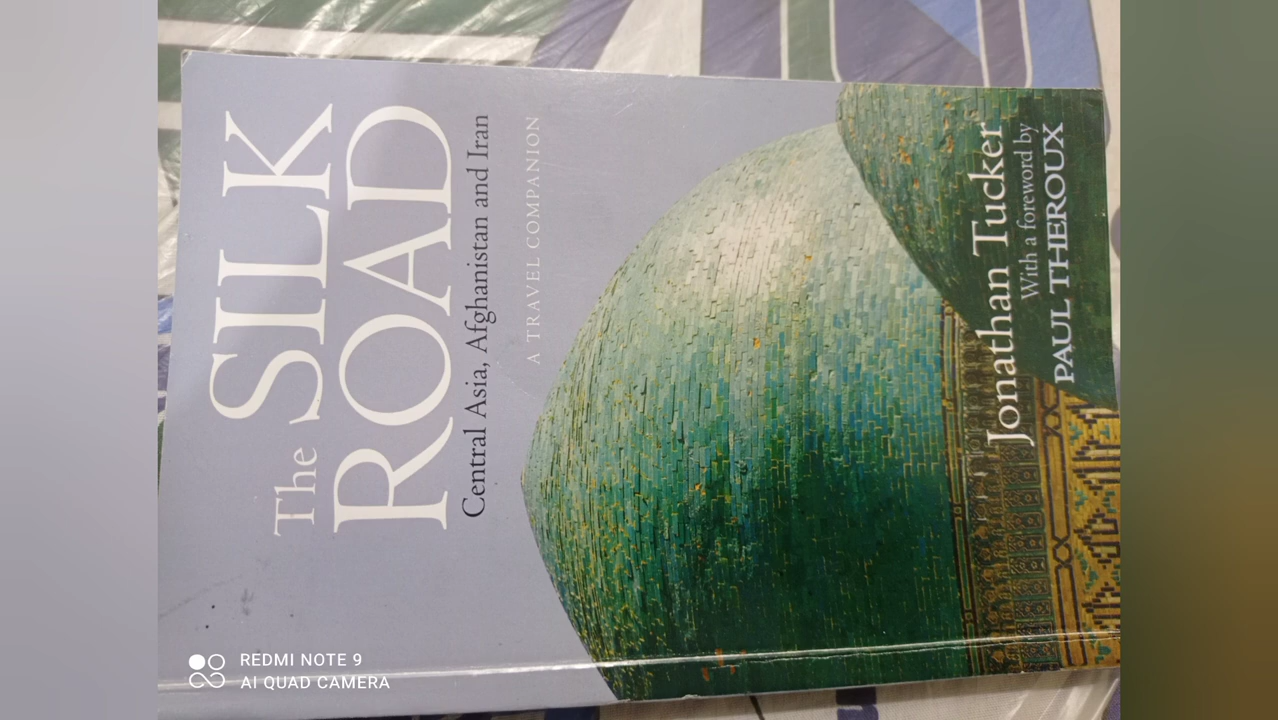 The SILK
ROAD
Central Asia, Afghanistan and Iran
A TRAVEL COMPANION
Jonathan Tucker
With a foreword by
PAUL THEROUX
REDMI NOTE 9
AI QUAD CAMERA